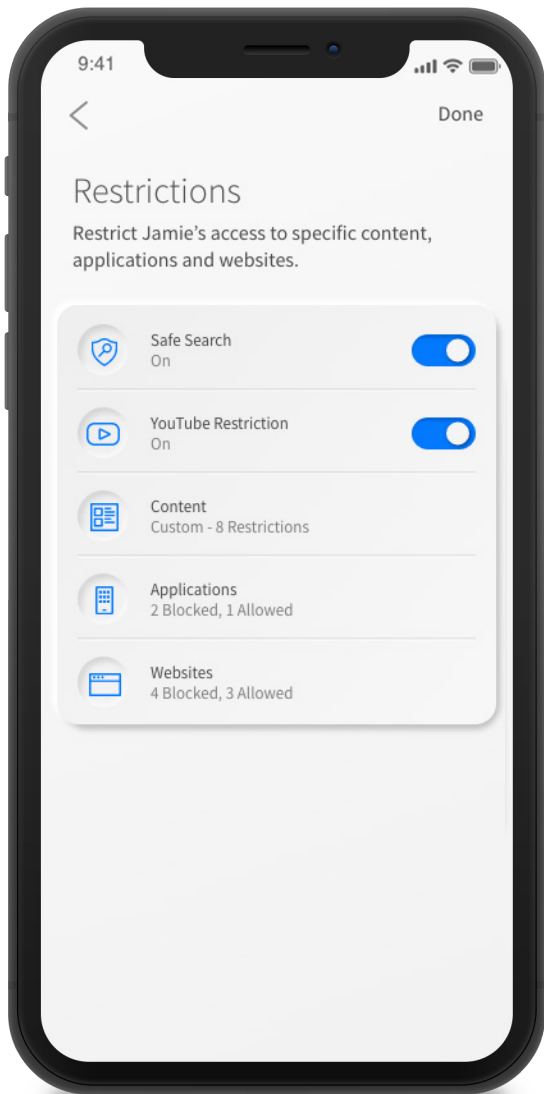 9:41
Done
Restrictions
Restrict Jamie’s access to specific content,
applications and websites.
Safe Search
On
YouTube Restriction
On
Content
Custom - 8 Restrictions
Applications
2 Blocked, 1 Allowed
Websites
4 Blocked, 3 Allowed